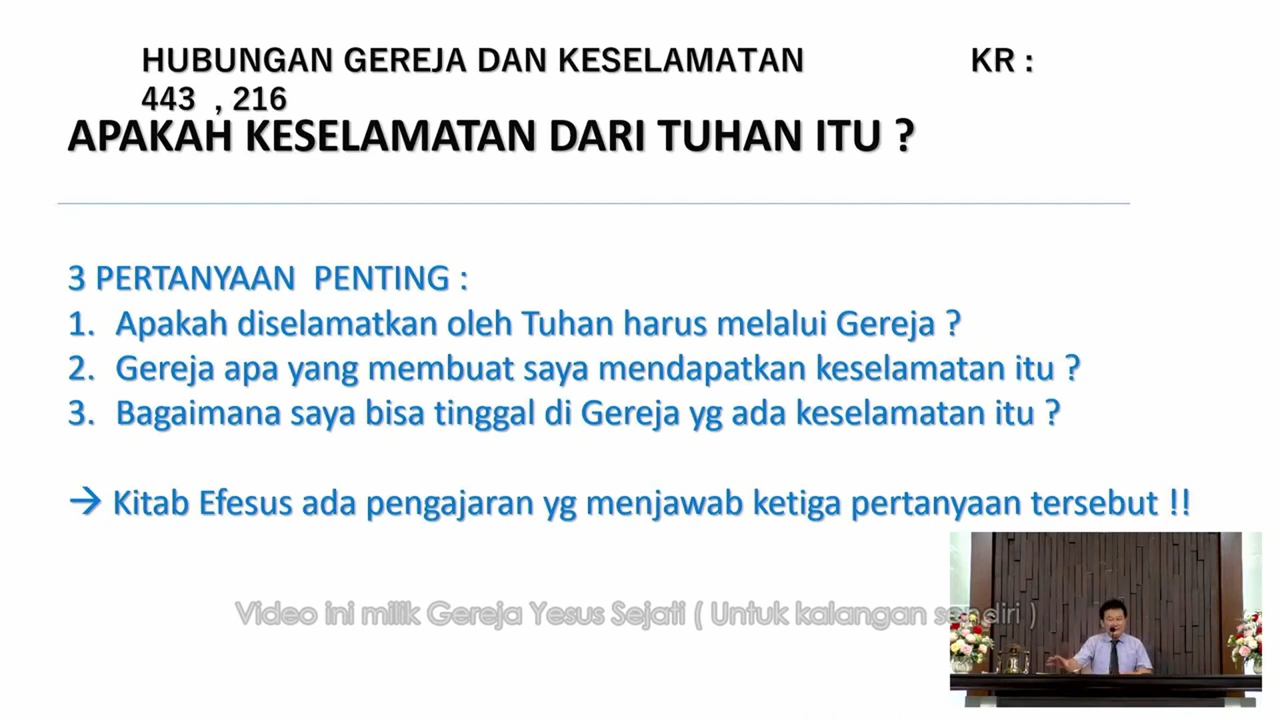 HUBUNGAN GEREJA DAN KESELAMATAN KR :
443 , 216
APAKAH KESELAMATAN DARI TUHAN ITU ?
3 PERTANYAAN PENTING :
1. Apakah diselamatkan oleh Tuhan harus melalui Gereja ?
2. Gereja apa yang membuat saya mendapatkan keselamatan itu ?
3. Bagaimana saya bisa tinggal di Gereja yg ada keselamatan itu ?
→ Kitab Efesus ada pengajaran yg menjawab ketiga pertanyaan tersebut !!
Video ini milik Gereja Yesus Sejati ( Untuk kalangan sendiri )